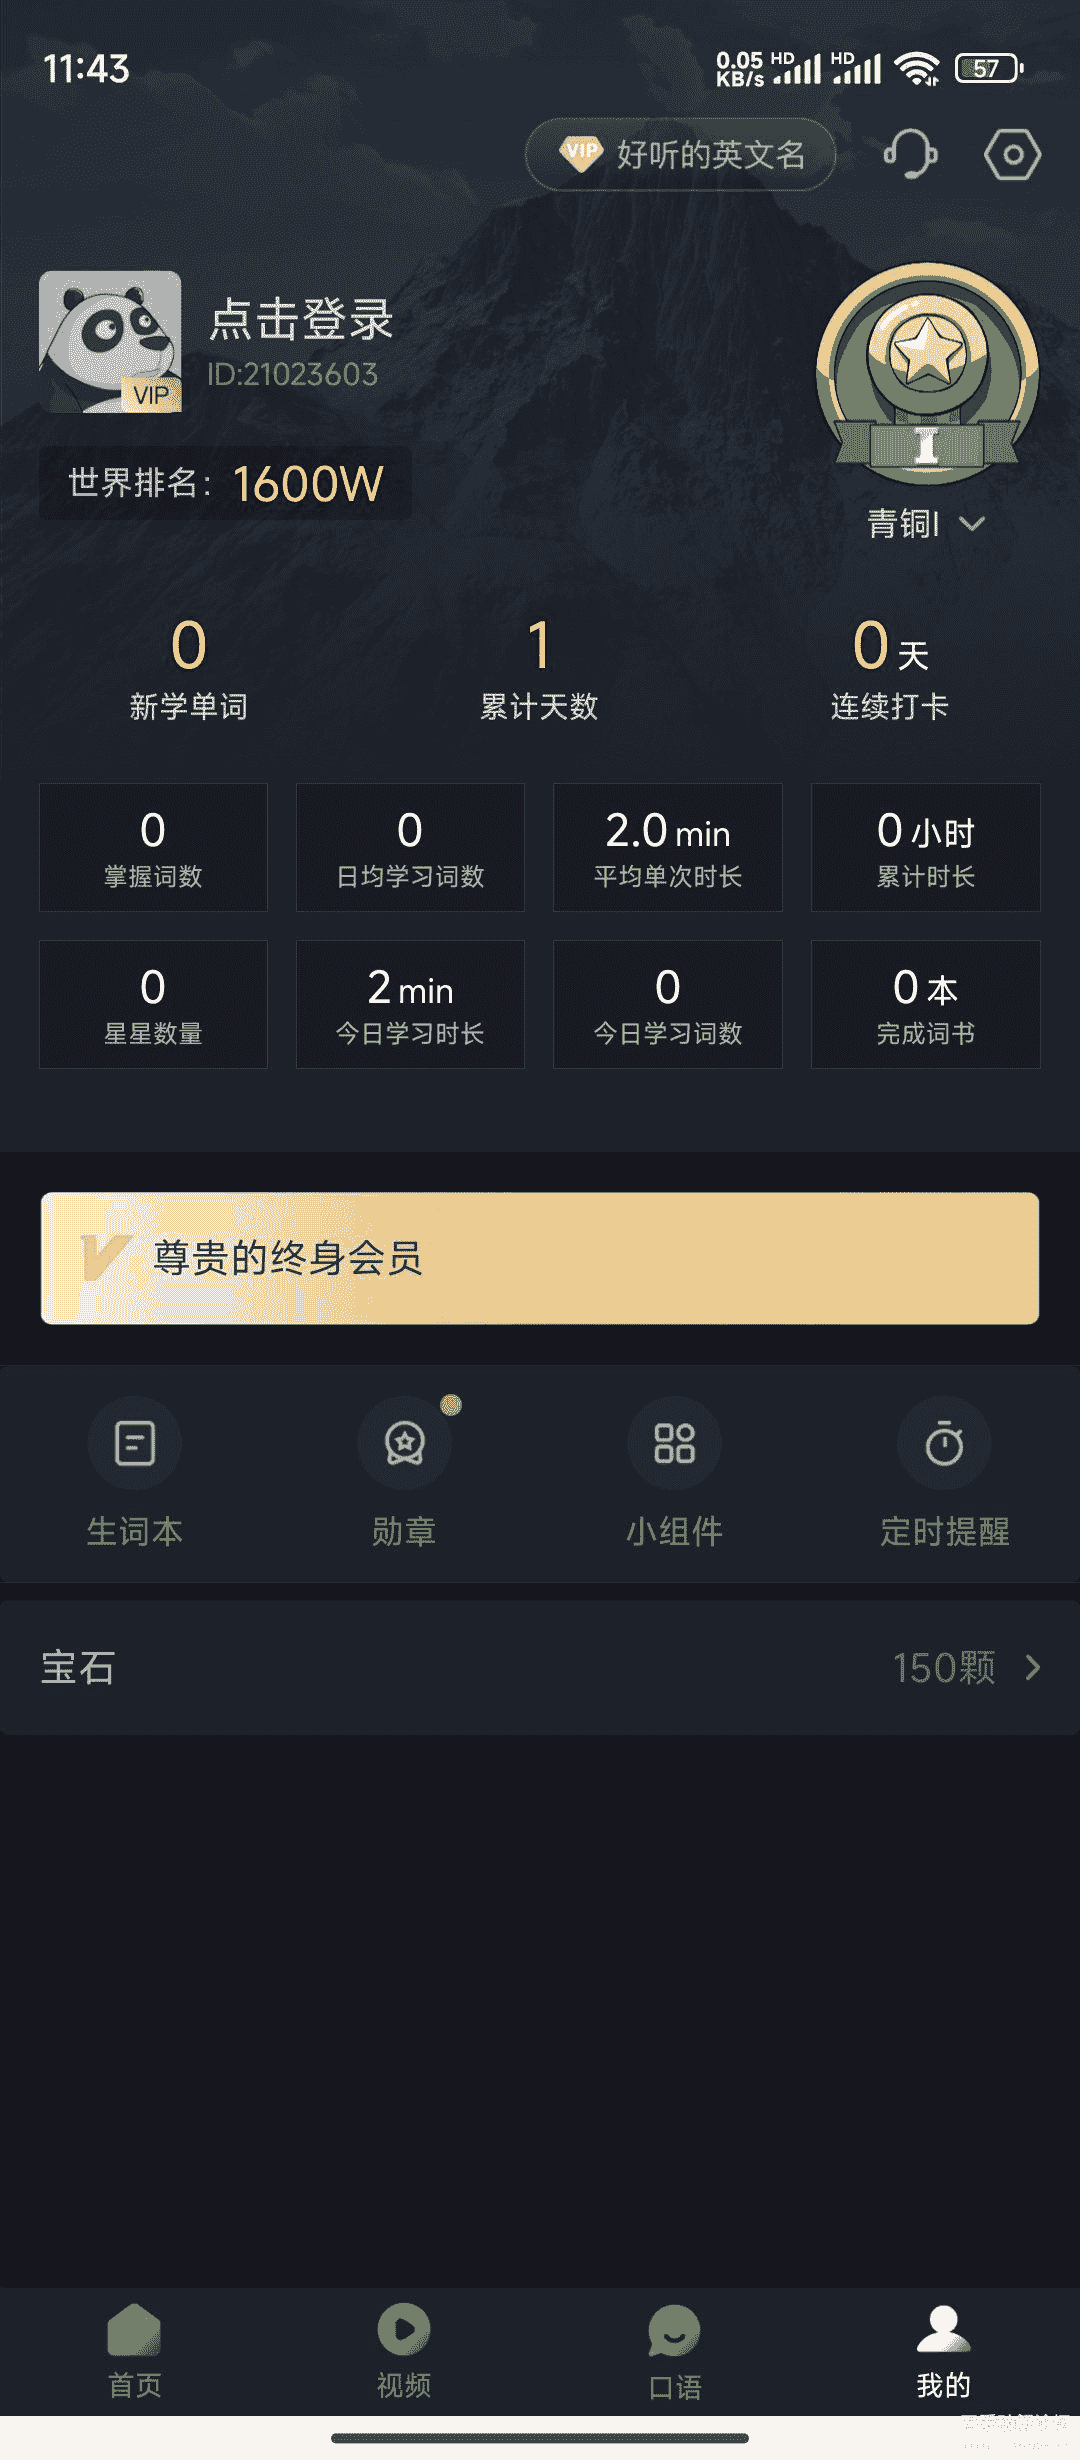 11:43
0.05 KB/s HD HD 57
VIP 好听的英文名
点击登录
ID:21023603
VIP
世界排名: 1600W
I
青铜I
0 1 0天
新学单词 累计天数 连续打卡
0 0 2.0 min 0 小时
掌握词数 日均学习词数 平均单次时长 累计时长
0 2 min 0 0 本
星星数量 今日学习时长 今日学习词数 完成词书
尊贵的终身会员
生词本 勋章 小组件 定时提醒
宝石 150颗
首页 视频 口语 我的